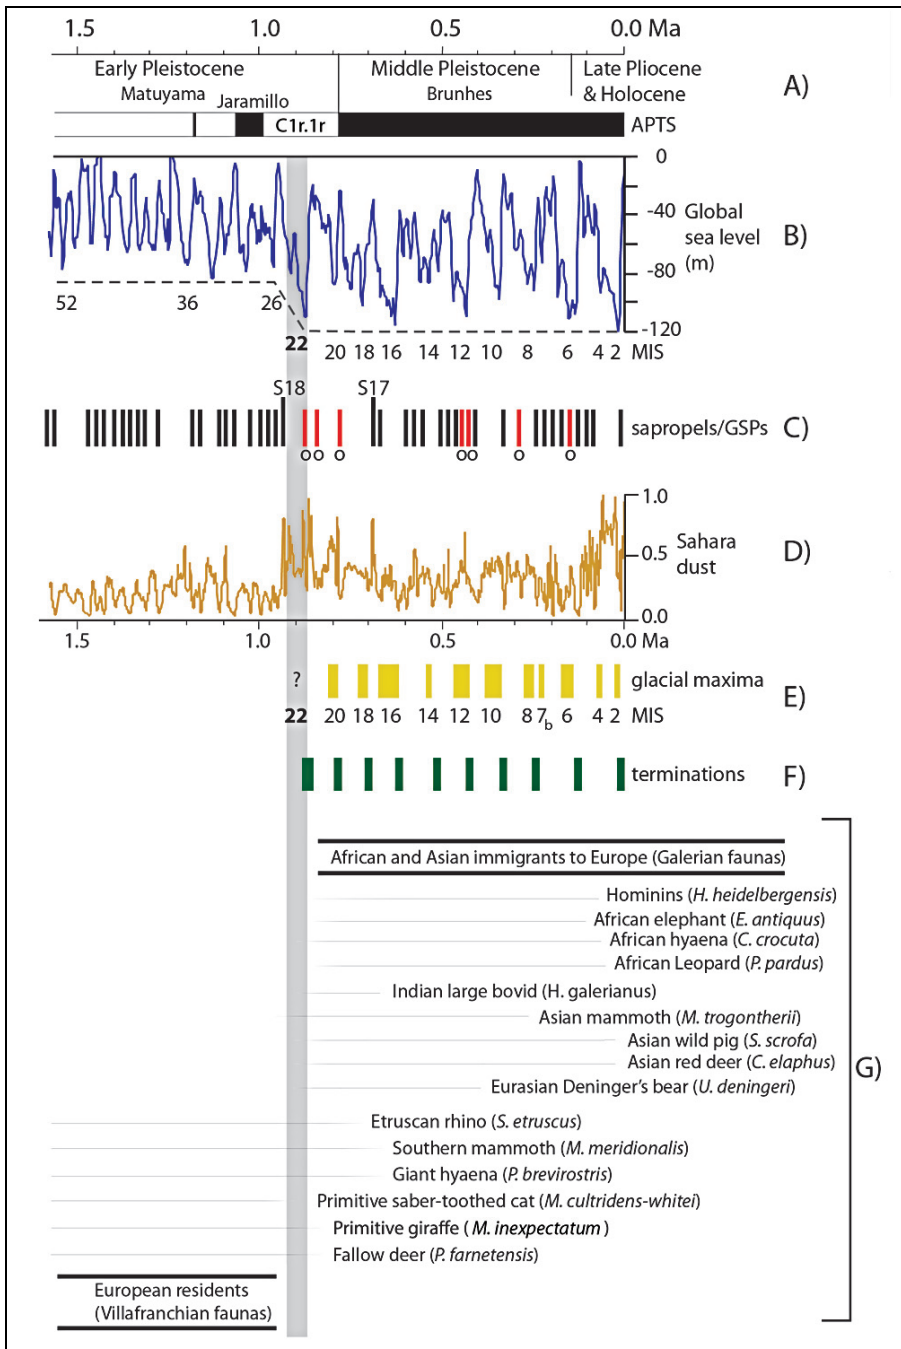 1.5 1.0 0.5 0.0 Ma
Early Pleistocene Middle Pleistocene Late Pliocene
Matuyama Brunhes & Holocene A)
Jaramillo
C1r.1r APTS
0
-40 Global
sea level B)
-80 (m)
52 36 26
-120
22 20 18 16 14 12 10 8 6 4 2 MIS
S18 S17
sapropels/GSPs C)
o o o oo o o
1.0
0.5 Sahara
dust D)
0.0
1.5 1.0 0.5 0.0 Ma
? glacial maxima
E)
22 20 18 16 14 12 10 8 7b 6 4 2 MIS
terminations F)
African and Asian immigrants to Europe (Galerian faunas)
Hominins (H. heidelbergensis)
African elephant (E. antiquus)
African hyaena (C. crocuta)
African Leopard (P. pardus)
Indian large bovid (H. galerianus)
Asian mammoth (M. trogontherii)
Asian wild pig (S. scrofa)
Asian red deer (C. elaphus)
G)
Eurasian Deninger's bear (U. deningeri)
Etruscan rhino (S. etruscus)
Southern mammoth (M. meridionalis)
Giant hyaena (P. brevirostris)
Primitive saber-toothed cat (M. cultridens-whitei)
Primitive giraffe ( M. inexpectatum )
Fallow deer (P. farnetensis)
European residents
(Villafranchian faunas)